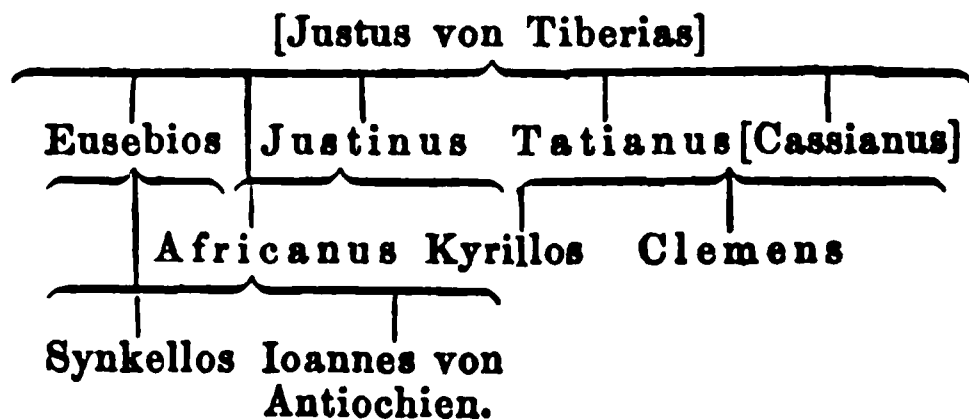 [Justus von Tiberias]
Eusebios Justinus Tatianus [Cassianus]
Africanus Kyrillos Clemens
Synkellos Ioannes von
Antiochien.